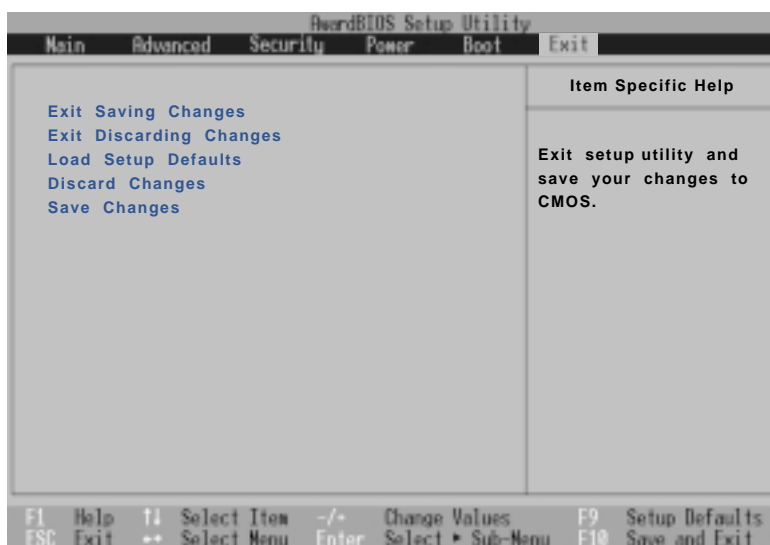 AwardBIOS Setup Utility
Main Advanced Security Power Boot Exit
Item Specific Help
Exit Saving Changes
Exit Discarding Changes
Load Setup Defaults
Discard Changes
Save Changes
Exit setup utility and
save your changes to
CMOS.
F1 Help ↑↓ Select Item -/+ Change Values F9 Setup Defaults
ESC Exit ↔ Select Menu Enter Select ► Sub-Menu F10 Save and Exit